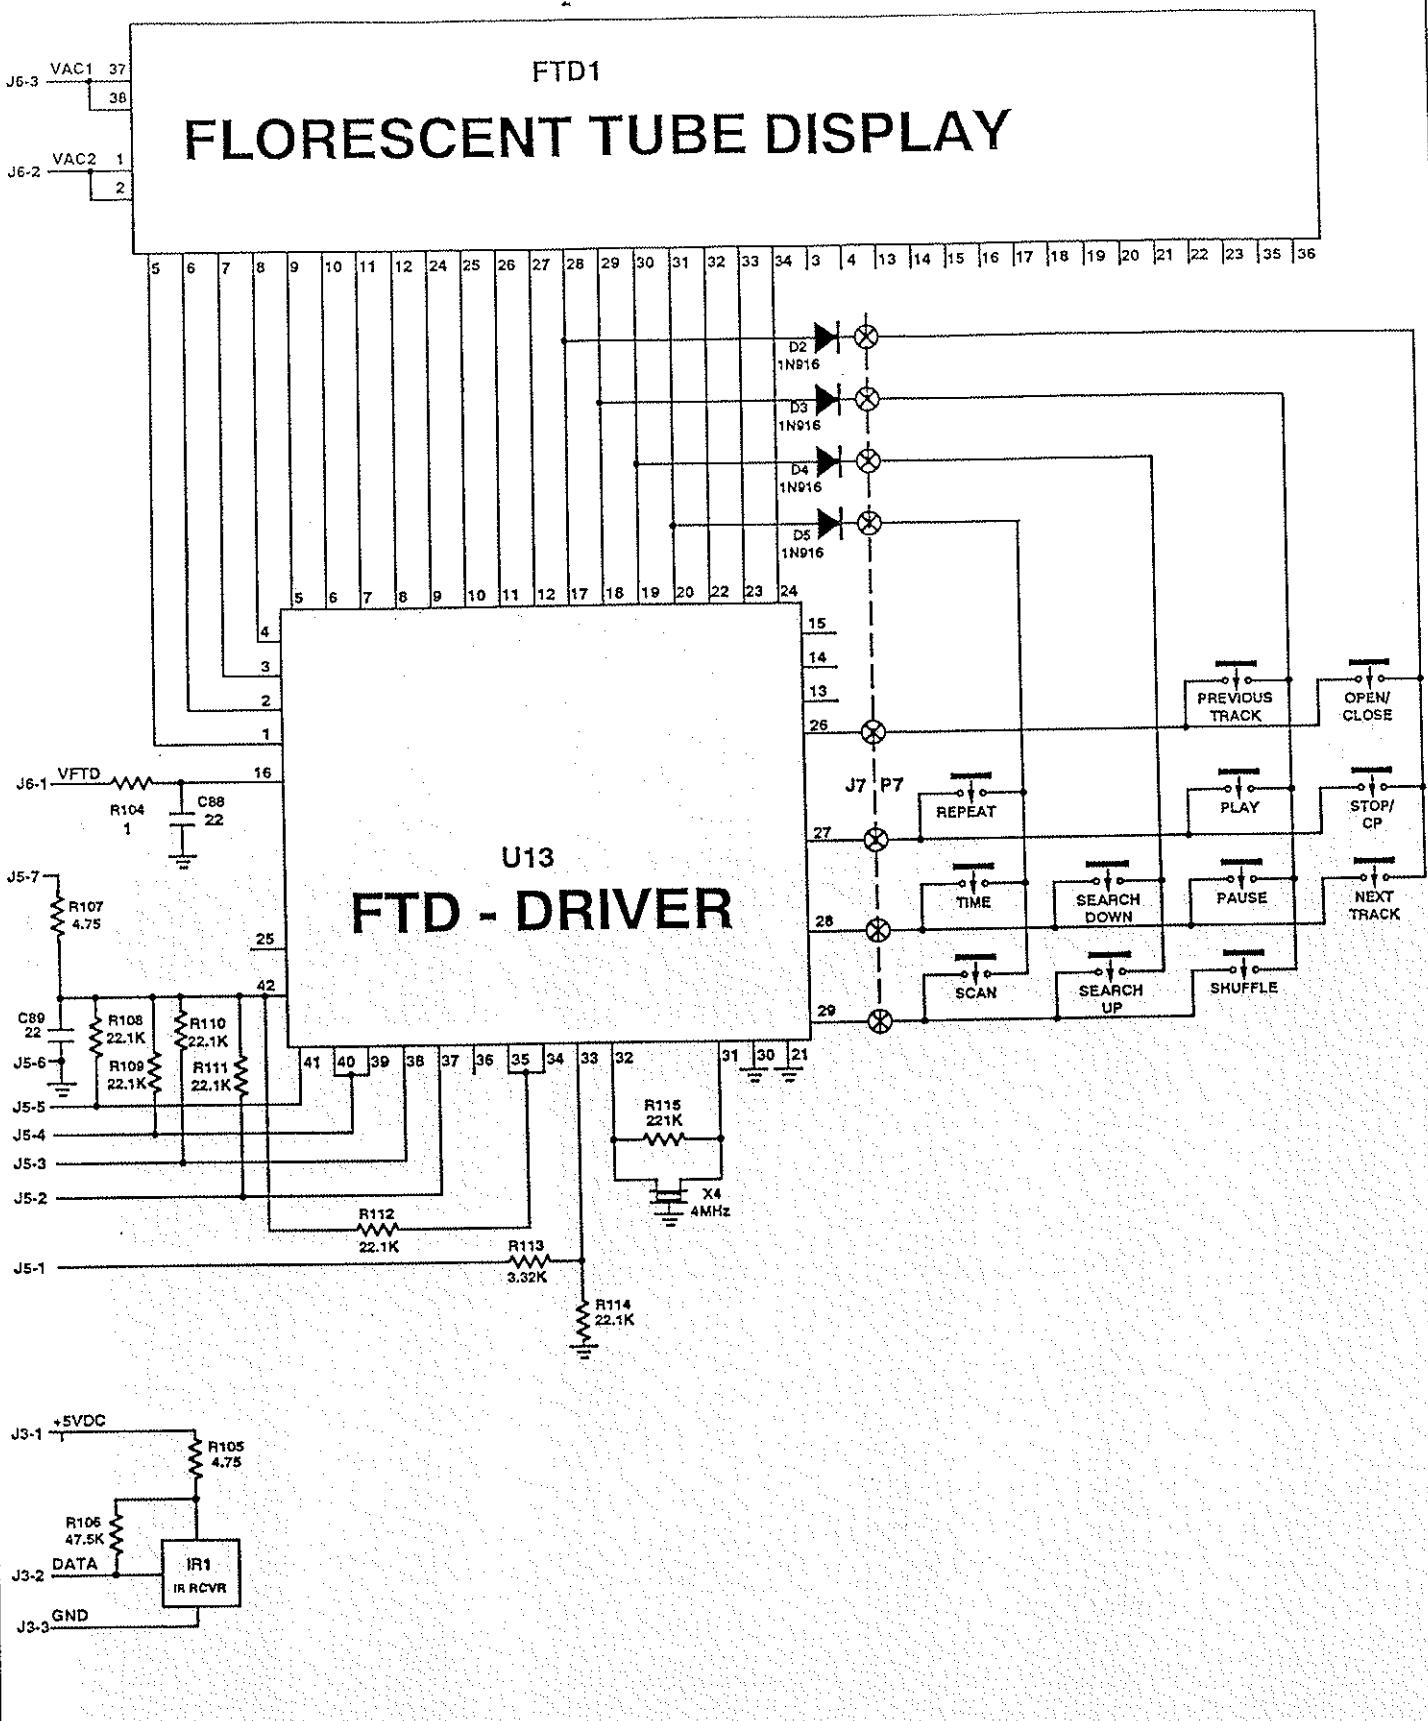 FTD1
FLORESCENT TUBE DISPLAY
VAC1 37
J6-3
38
VAC2 1
J6-2
2
5 6 7 8 9 10 11 12 24 25 26 27 28 29 30 31 32 33 34 3 4 13 14 15 16 17 18 19 20 21 22 23 35 36
D2
1N916
D3
1N916
D4
1N916
D5
1N916
5 6 7 8 9 10 11 12 17 18 19 20 22 23 24
4
3
2
1
16
15
14
13
26
PREVIOUS
TRACK
OPEN/
CLOSE
J6-1 VFTD
R104
1
C88
22
J7 P7
REPEAT
PLAY
STOP/
CP
27
U13
FTD - DRIVER
J5-7
R107
4.75
TIME
SEARCH
DOWN
PAUSE
NEXT
TRACK
28
25
42
SCAN
SEARCH
UP
SHUFFLE
29
C89
22
R108
22.1K
R110
22.1K
J5-6
R109
22.1K
R111
22.1K
41 40 39 38 37 36 35 34 33 32 31 30 21
J5-5
J5-4
J5-3
J5-2
R115
221K
X4
4MHz
R112
22.1K
J5-1
R113
3.32K
R114
22.1K
J3-1 +5VDC
R105
4.75
R106
47.5K
J3-2 DATA
IR1
IR RCVR
J3-3 GND